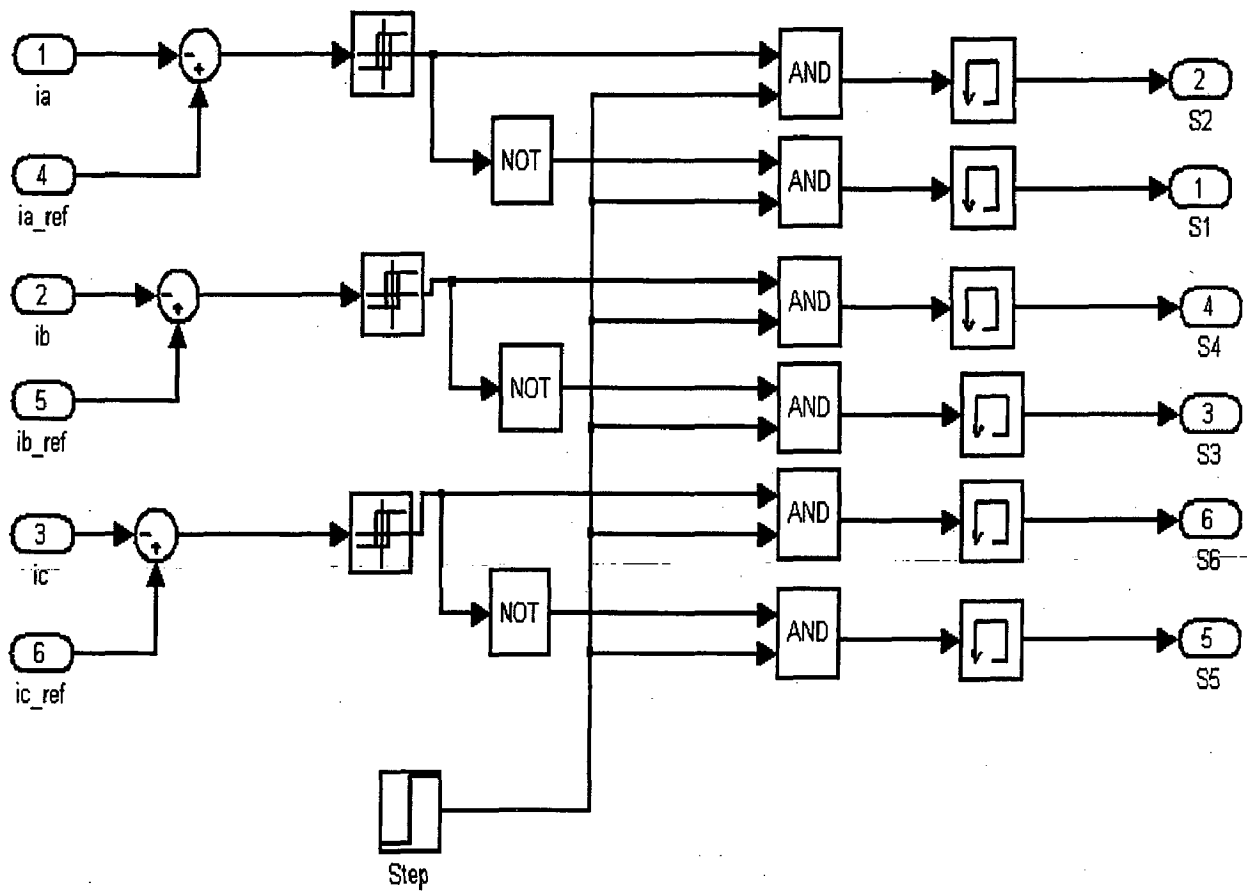 1
ia
4
ia_ref
NOT
AND
AND
2
S2
1
S1
2
ib
5
ib_ref
NOT
AND
AND
4
S4
3
S3
3
ic
6
ic_ref
NOT
AND
AND
6
S6
5
S5
Step